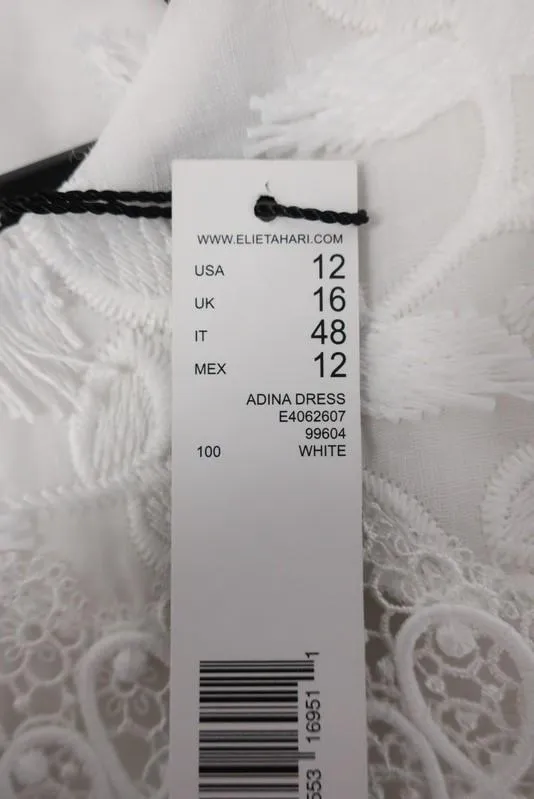 WWW.ELIETAHARI.COM
USA 12
UK 16
IT 48
MEX 12
ADINA DRESS
E4062607
99604
100 WHITE
553 16951 1